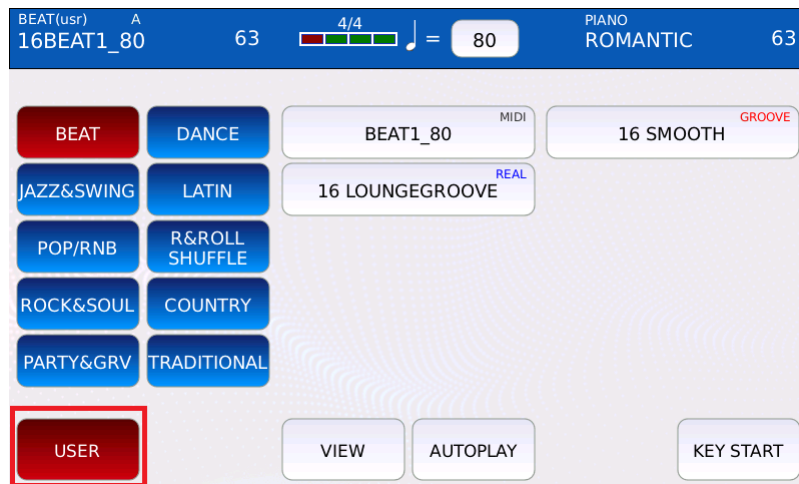 BEAT(usr) A
16BEAT1_80 63
4/4
= 80
PIANO
ROMANTIC 63
BEAT
DANCE
MIDI
BEAT1_80
GROOVE
16 SMOOTH
JAZZ&SWING
LATIN
REAL
16 LOUNGEGROOVE
POP/RNB
R&ROLL
SHUFFLE
ROCK&SOUL
COUNTRY
PARTY&GRV
TRADITIONAL
USER
VIEW
AUTOPLAY
KEY START